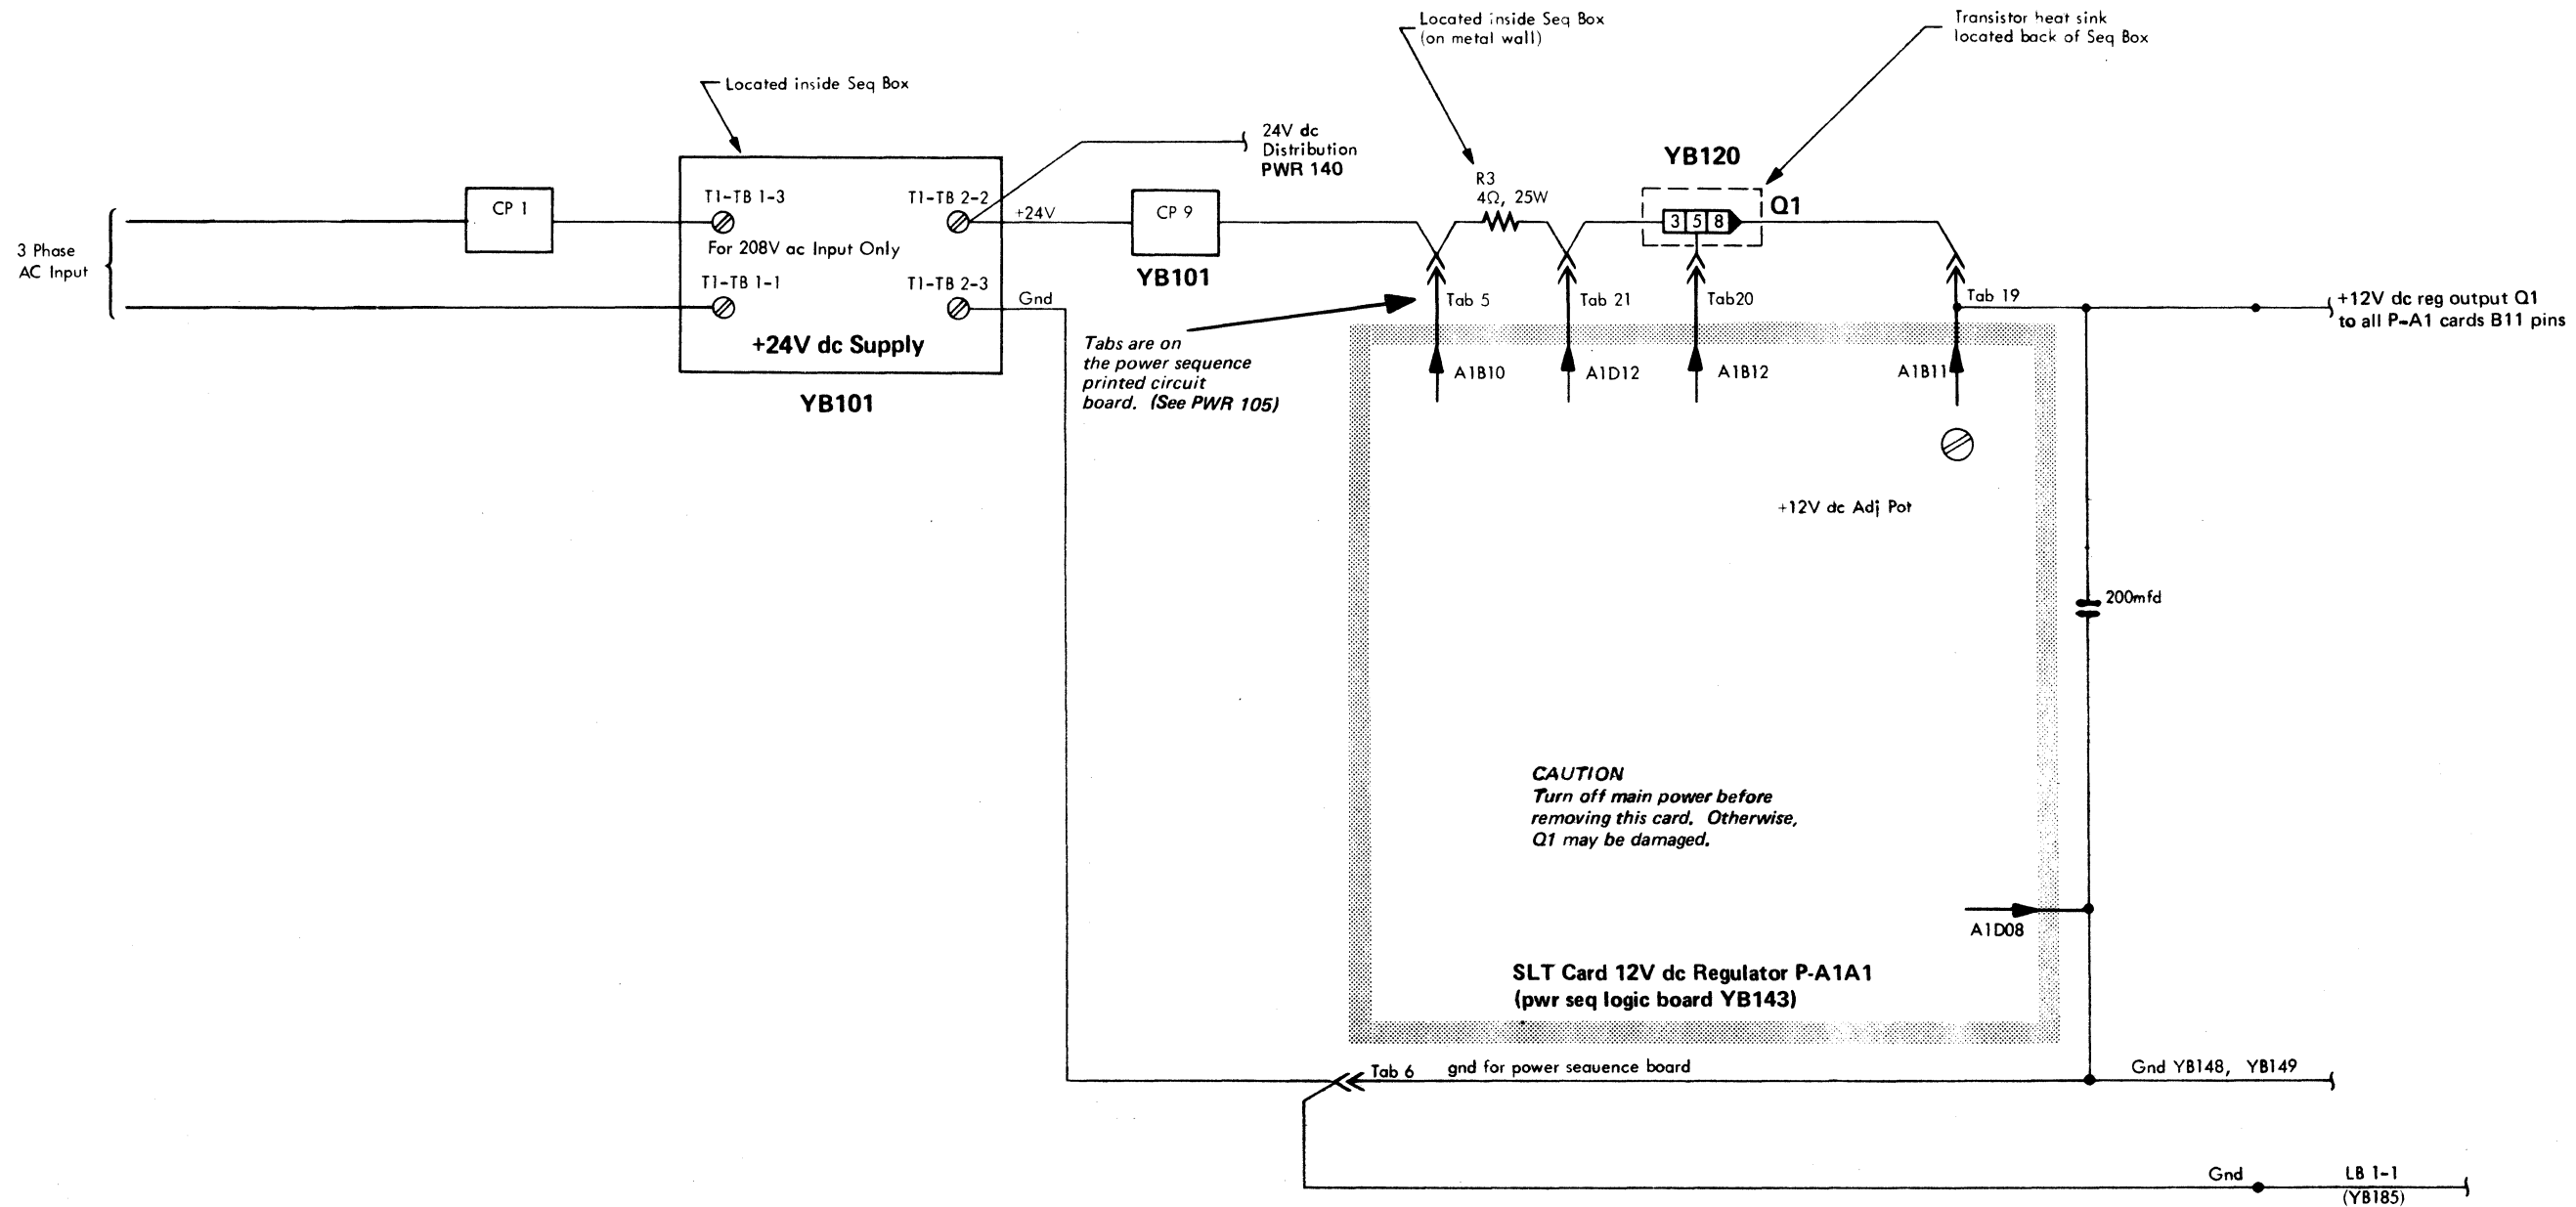 Located inside Seq Box
(on metal wall)
Transistor heat sink
located back of Seq Box
Located inside Seq Box
24V dc
Distribution
PWR 140
YB120
R3
4Ω, 25W
CP 1
T1-TB 1-3
T1-TB 2-2
+24V
CP 9
3 5 8
Q1
3 Phase
AC Input
For 208V ac Input Only
YB101
T1-TB 1-1
T1-TB 2-3
Gnd
Tab 5
Tab 21
Tab20
Tab 19
+12V dc reg output Q1
to all P-A1 cards B11 pins
+24V dc Supply
YB101
Tabs are on
the power sequence
printed circuit
board. (See PWR 105)
A1B10
A1D12
A1B12
A1B11
+12V dc Adj Pot
200mfd
CAUTION
Turn off main power before
removing this card. Otherwise,
Q1 may be damaged.
A1D08
SLT Card 12V dc Regulator P-A1A1
(pwr seq logic board YB143)
Tab 6
gnd for power seauence board
Gnd YB148, YB149
Gnd
LB 1-1
(YB185)